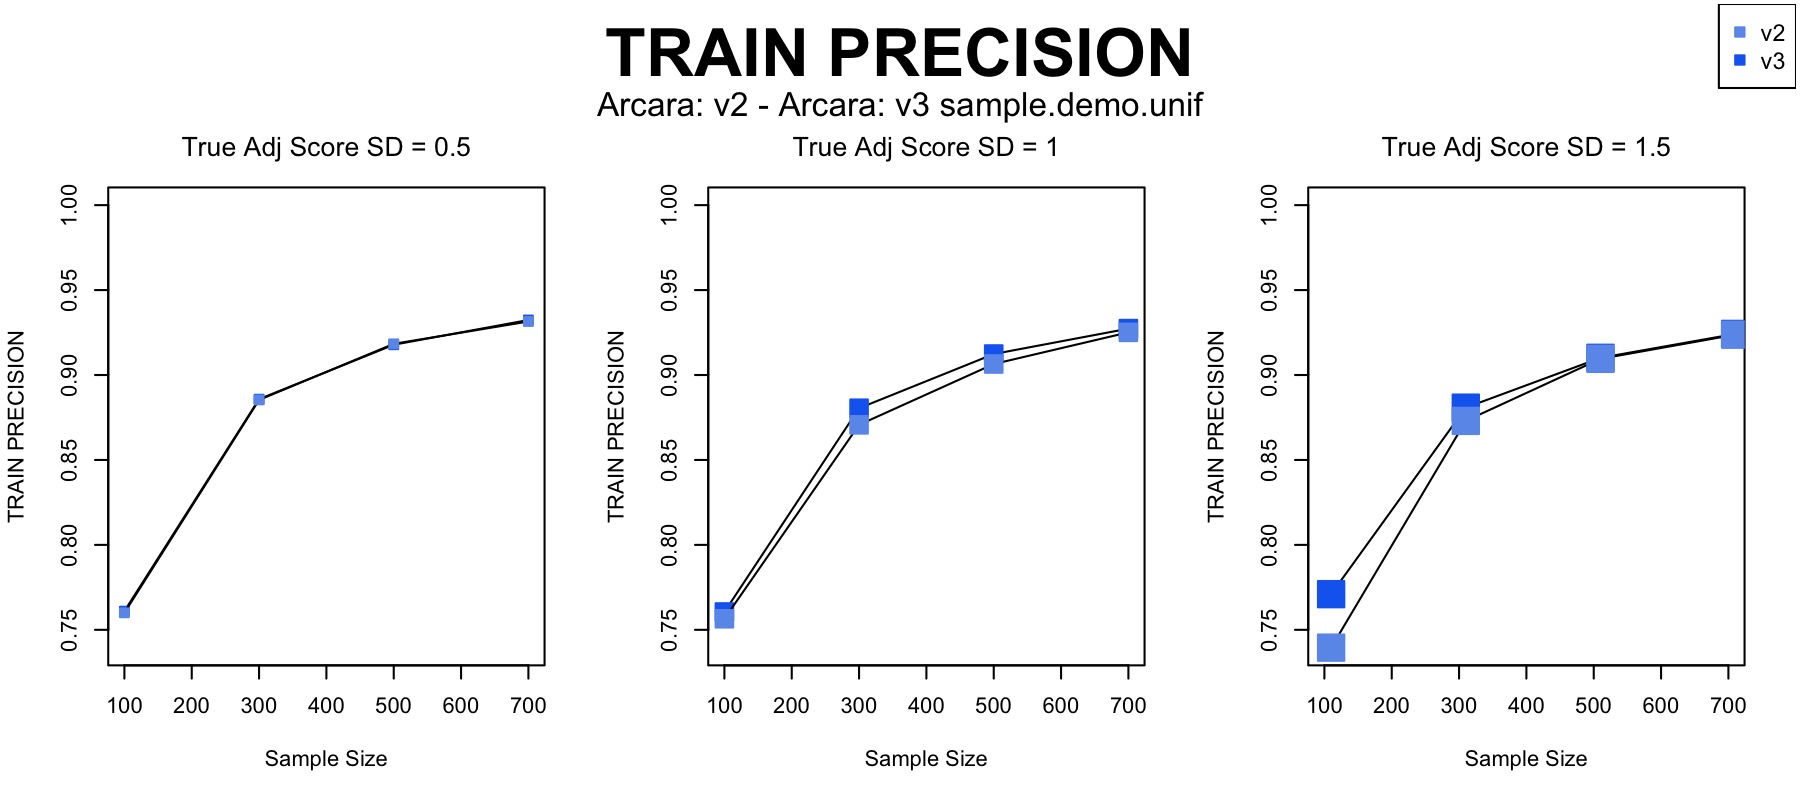 TRAIN PRECISION
Arcara: v2 - Arcara: v3 sample.demo.unif
v2
v3
True Adj Score SD = 0.5
TRAIN PRECISION
1.00
0.95
0.90
0.85
0.80
0.75
100 200 300 400 500 600 700
Sample Size
True Adj Score SD = 1
TRAIN PRECISION
1.00
0.95
0.90
0.85
0.80
0.75
100 200 300 400 500 600 700
Sample Size
True Adj Score SD = 1.5
TRAIN PRECISION
1.00
0.95
0.90
0.85
0.80
0.75
100 200 300 400 500 600 700
Sample Size